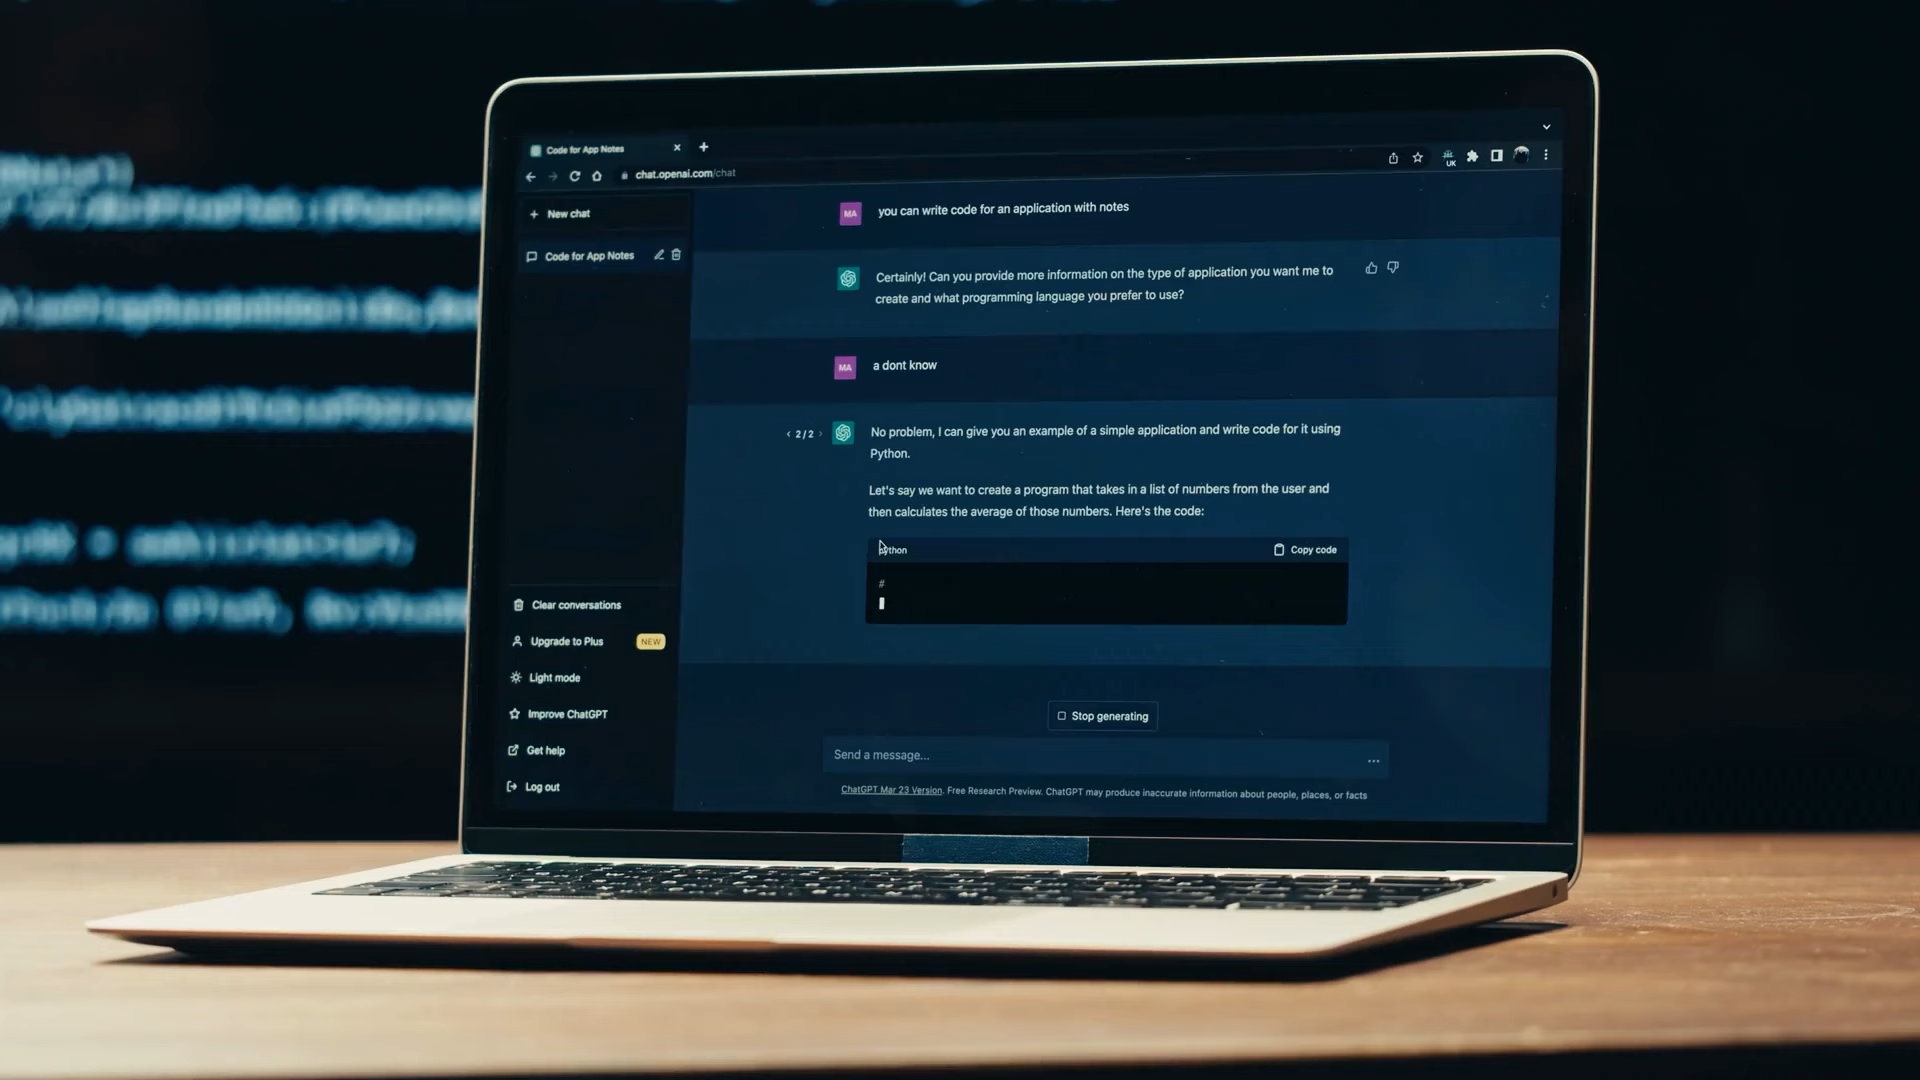 Code for App Notes
chat.openai.com/chat
UK
New chat
Code for App Notes
MA
you can write code for an application with notes
Certainly! Can you provide more information on the type of application you want me to
create and what programming language you prefer to use?
MA
a dont know
< 2/2 >
No problem, I can give you an example of a simple application and write code for it using
Python.
Let's say we want to create a program that takes in a list of numbers from the user and
then calculates the average of those numbers. Here's the code:
python
Copy code
#
Clear conversations
Upgrade to Plus
NEW
Light mode
Improve ChatGPT
Get help
Log out
Stop generating
Send a message...
ChatGPT Mar 23 Version. Free Research Preview. ChatGPT may produce inaccurate information about people, places, or facts